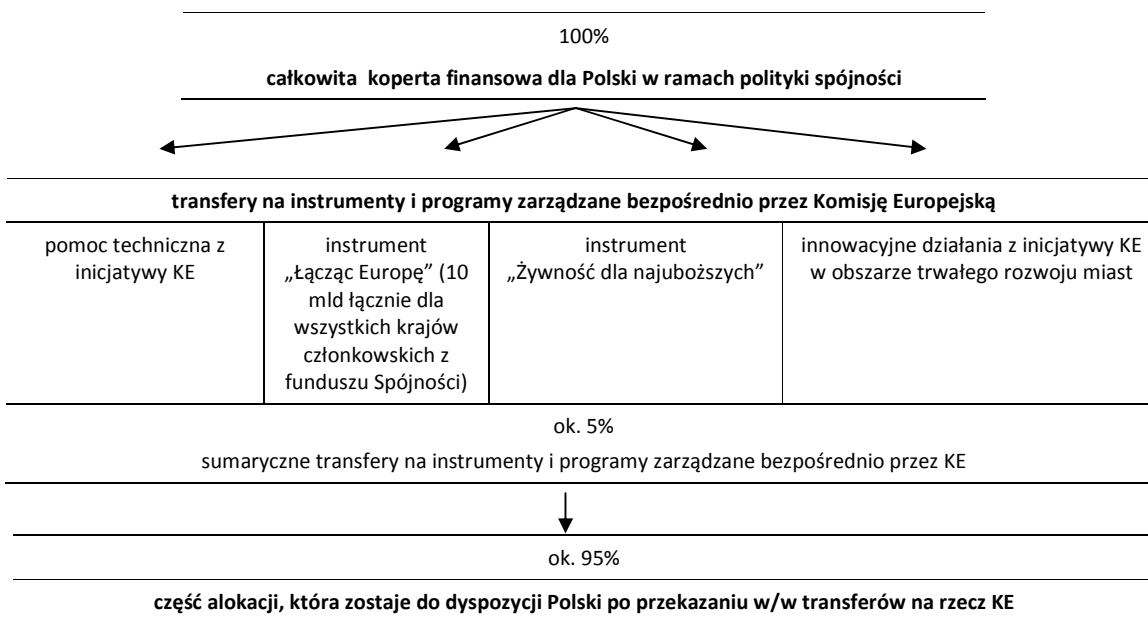 100%
całkowita koperta finansowa dla Polski w ramach polityki spójności
transfery na instrumenty i programy zarządzane bezpośrednio przez Komisję Europejską
pomoc techniczna z
inicjatywy KE
instrument
„Łącząc Europę” (10
mld łącznie dla
wszystkich krajów
członkowskich z
funduszu Spójności)
instrument
„Żywność dla najuboższych”
innowacyjne działania z inicjatywy KE
w obszarze trwałego rozwoju miast
ok. 5%
sumaryczne transfery na instrumenty i programy zarządzane bezpośrednio przez KE
ok. 95%
część alokacji, która zostaje do dyspozycji Polski po przekazaniu w/w transferów na rzecz KE